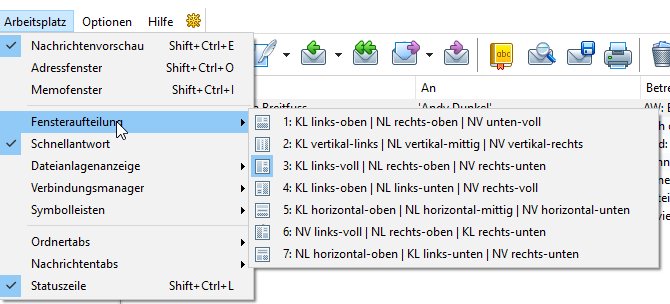 Arbeitsplatz Optionen Hilfe
Nachrichtenvorschau Shift+Ctrl+E
Adressfenster Shift+Ctrl+O
Memofenster Shift+Ctrl+I
An Betre
Breitfuss 'Andy Dunkel' AW: B
Fensteraufteilung
Schnellantwort
Dateianlagenanzeige
Verbindungsmanager
Symbolleisten
Ordnertabs
Nachrichtentabs
Statuszeile Shift+Ctrl+L
1: KL links-oben | NL rechts-oben | NV unten-voll
2: KL vertikal-links | NL vertikal-mittig | NV vertikal-rechts
3: KL links-voll | NL rechts-oben | NV rechts-unten
4: KL links-oben | NL links-unten | NV rechts-voll
5: KL horizontal-oben | NL horizontal-mittig | NV horizontal-unten
6: NV links-voll | NL rechts-oben | KL rechts-unten
7: NL horizontal-oben | KL links-unten | NV rechts-unten
abc